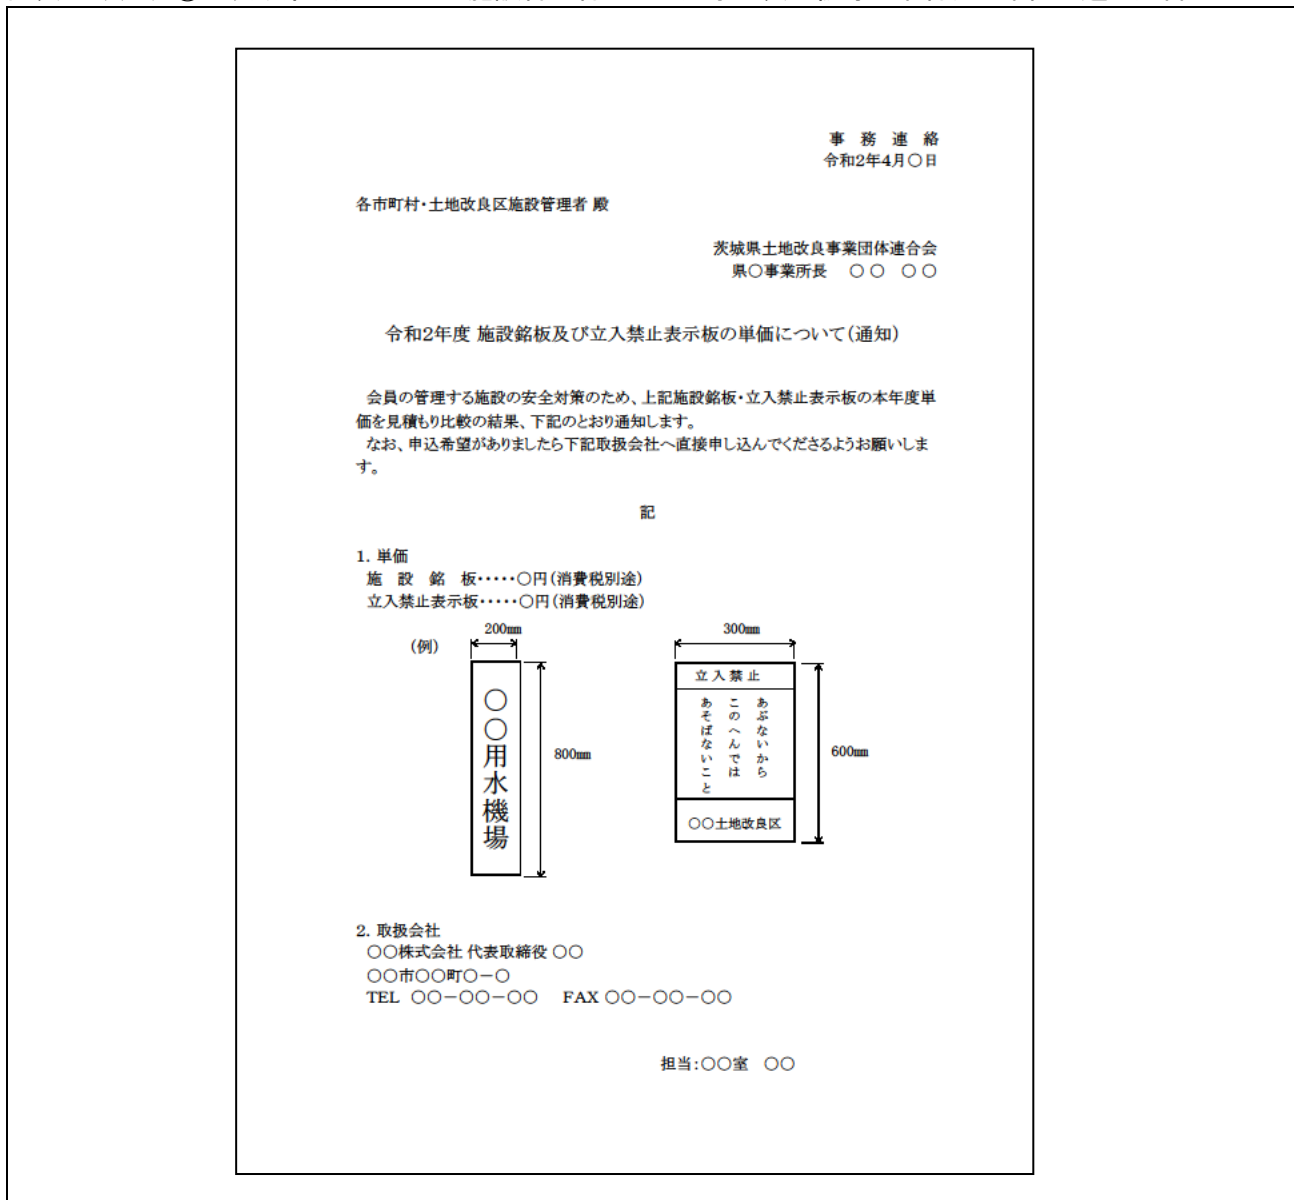 事 務 連 絡
令和2年4月〇日
各市町村・土地改良区施設管理者 殿
茨城県土地改良事業団体連合会
県〇事業所長 〇〇 〇〇
令和2年度 施設銘板及び立入禁止表示板の単価について(通知)
会員の管理する施設の安全対策のため、上記施設銘板・立入禁止表示板の本年度単
価を見積もり比較の結果、下記のとおり通知します。
なお、申込希望がありましたら下記取扱会社へ直接申し込んでくださるようお願いしま
す。
記
1. 単価
施 設 銘 板・・・・・〇円(消費税別途)
立入禁止表示板・・・・・〇円(消費税別途)
(例)
200㎜
〇〇用水機場
800㎜
300㎜
立入禁止
あぶないから
このへんでは
あそばないこと
〇〇土地改良区
600㎜
2. 取扱会社
〇〇株式会社 代表取締役 〇〇
〇〇市〇〇町〇－〇
TEL 〇〇－〇〇－〇〇 FAX 〇〇－〇〇－〇〇
担当:〇〇室 〇〇